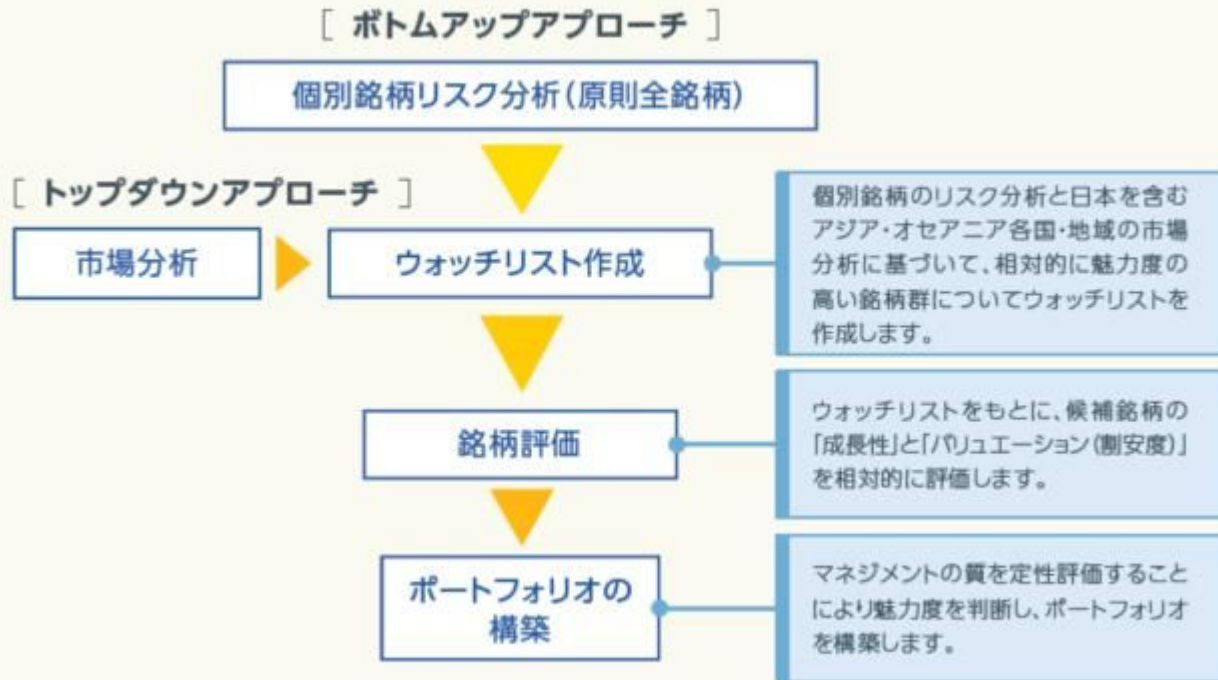 [ ボトムアップアプローチ ]
個別銘柄リスク分析(原則全銘柄)
[ トップダウンアプローチ ]
市場分析
ウォッチリスト作成
個別銘柄のリスク分析と日本を含む
アジア・オセアニア各国・地域の市場
分析に基づいて、相対的に魅力度の
高い銘柄群についてウォッチリストを
作成します。
銘柄評価
ウォッチリストをもとに、候補銘柄の
「成長性」と「バリュエーション(割安度)」
を相対的に評価します。
ポートフォリオの
構築
マネジメントの質を定性評価すること
により魅力度を判断し、ポートフォリオ
を構築します。